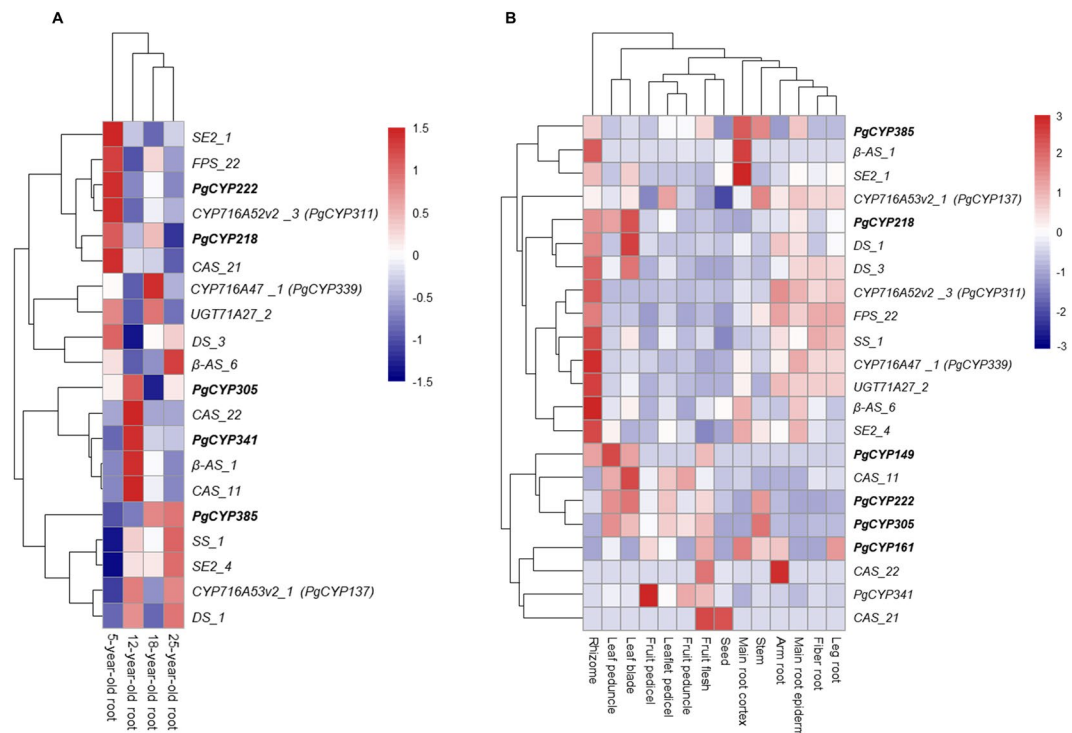 A
SE2_1
FPS_22
PgCYP222
CYP716A52v2 _3 (PgCYP311)
PgCYP218
CAS_21
CYP716A47 _1 (PgCYP339)
UGT71A27_2
DS_3
β-AS_6
PgCYP305
CAS_22
PgCYP341
β-AS_1
CAS_11
PgCYP385
SS_1
SE2_4
CYP716A53v2_1 (PgCYP137)
DS_1
5-year-old root
12-year-old root
18-year-old root
25-year-old root
1.5
1
0.5
0
-0.5
-1
-1.5
B
PgCYP385
β-AS_1
SE2_1
CYP716A53v2_1 (PgCYP137)
PgCYP218
DS_1
DS_3
CYP716A52v2 _3 (PgCYP311)
FPS_22
SS_1
CYP716A47 _1 (PgCYP339)
UGT71A27_2
β-AS_6
SE2_4
PgCYP149
CAS_11
PgCYP222
PgCYP305
PgCYP161
CAS_22
PgCYP341
CAS_21
Rhizome
Leaf peduncle
Leaf blade
Fruit pedicel
Leaflet pedicel
Fruit peduncle
Fruit flesh
Seed
Main root cortex
Stem
Arm root
Main root epiderm
Fiber root
Leg root
3
2
1
0
-1
-2
-3